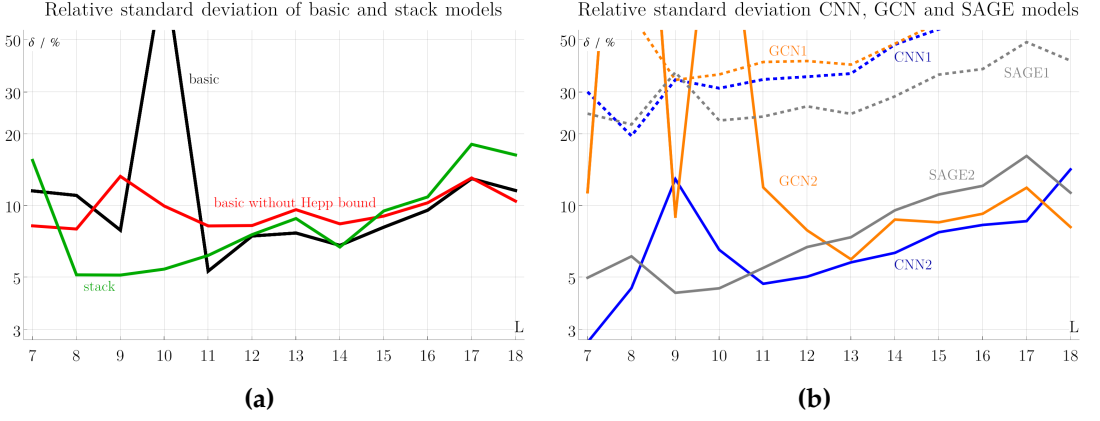 Relative standard deviation of basic and stack models
δ / %
50
30
20
10
5
3
basic
basic without Hepp bound
stack
L
7 8 9 10 11 12 13 14 15 16 17 18
(a)
Relative standard deviation CNN, GCN and SAGE models
δ / %
50
30
20
10
5
3
GCN1
CNN1
SAGE1
GCN2
SAGE2
CNN2
L
7 8 9 10 11 12 13 14 15 16 17 18
(b)